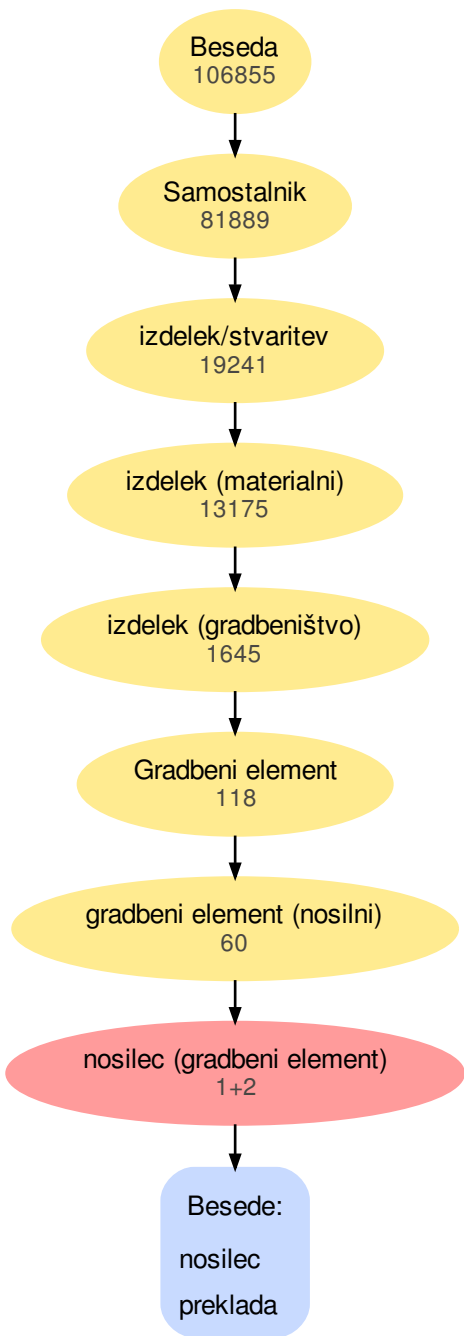 Beseda
106855
Samostalnik
81889
izdelek/stvaritev
19241
izdelek (materialni)
13175
izdelek (gradbeništvo)
1645
Gradbeni element
118
gradbeni element (nosilni)
60
nosilec (gradbeni element)
1+2
Besede:
nosilec
preklada